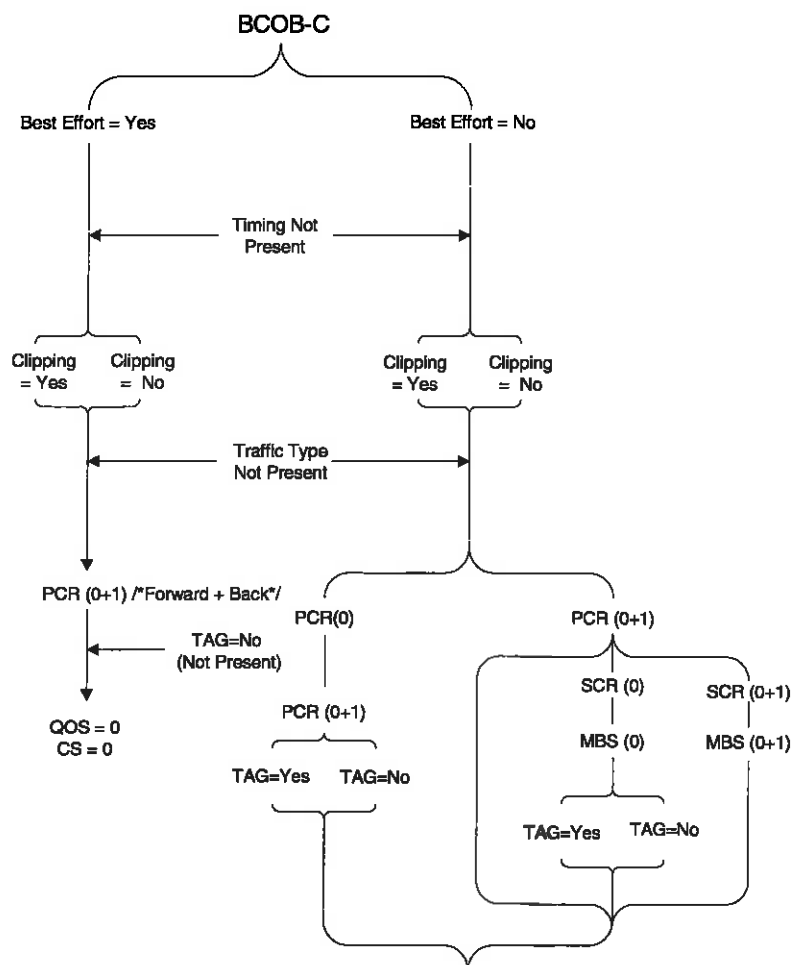 BCOB-C
Best Effort = Yes
Best Effort = No
Timing Not
Present
Clipping
= Yes
Clipping
= No
Clipping
= Yes
Clipping
= No
Traffic Type
Not Present
PCR (0+1) /*Forward + Back*/
TAG=No
(Not Present)
QOS = 0
CS = 0
PCR(0)
PCR (0+1)
TAG=Yes
TAG=No
PCR (0+1)
SCR (0)
MBS (0)
TAG=Yes
TAG=No
SCR (0+1)
MBS (0+1)